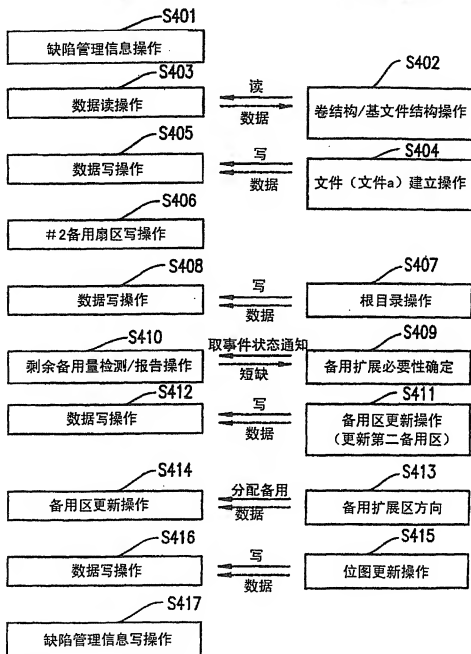 S401
缺陷管理信息操作
S403
数据读操作
读
数据
S402
卷结构/基文件结构操作
S405
数据写操作
写
数据
S404
文件（文件a）建立操作
S406
#2备用扇区写操作
S408
数据写操作
写
数据
S407
根目录操作
S410
剩余备用量检测/报告操作
取事件状态通知
短缺
S409
备用扩展必要性确定
S412
数据写操作
写
数据
S411
备用区更新操作
（更新第二备用区）
S414
备用区更新操作
分配备用
数据
S413
备用扩展区方向
S416
数据写操作
写
数据
S415
位图更新操作
S417
缺陷管理信息写操作